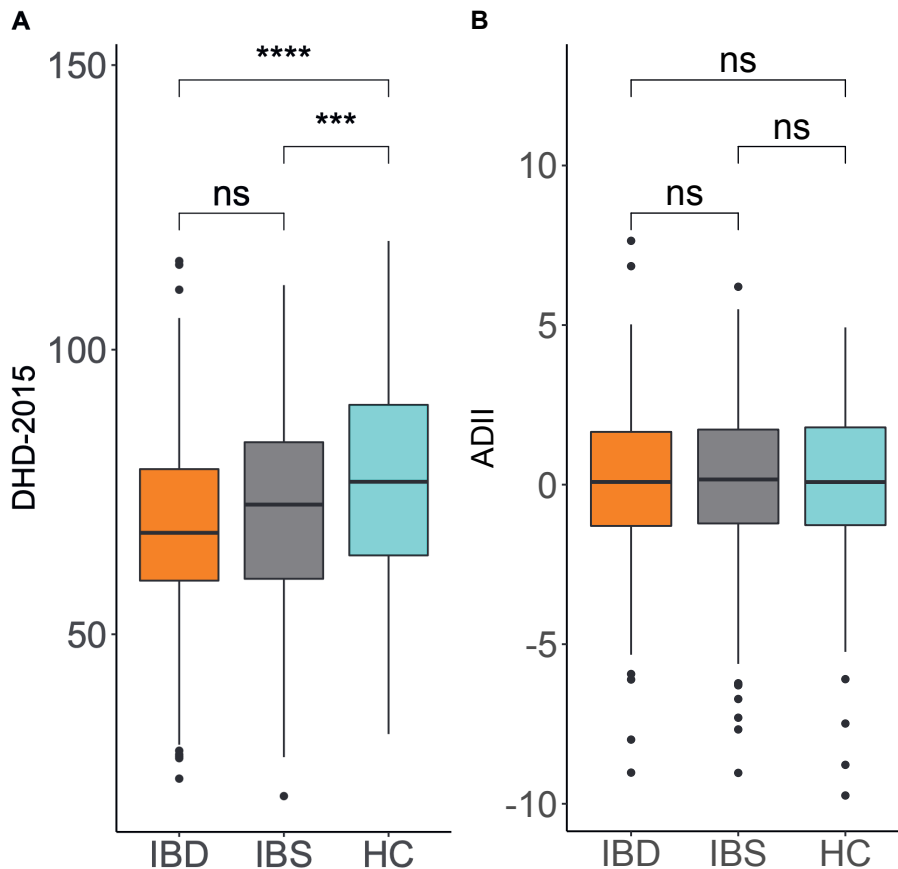 A
DHD-2015
150
100
50
****
***
ns
IBD IBS HC
B
ADII
10
5
0
-5
-10
ns
ns
ns
IBD IBS HC